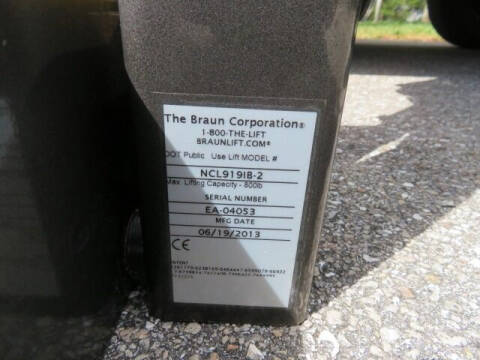 The Braun Corporation®
1-800-THE-LIFT
BRAUNLIFT.COM®
DOT Public Use Lift MODEL #
NCL919IB-2
Max. Lifting Capacity - 800lb
SERIAL NUMBER
EA-04053
MFG DATE
06/19/2013
CE